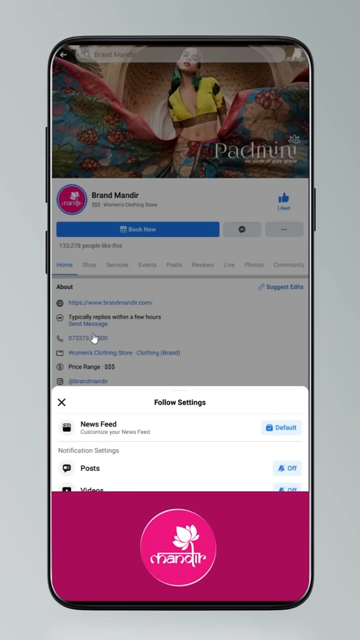 Brand Mandir
Padmini
Brand Mandir
$$$ · Women's Clothing Store
Liked
Book Now
133,276 people like this
Home Shop Services Events Posts Reviews Live Photos Community
About
Suggest Edits
https://www.brandmandir.com/
Typically replies within a few hours
Send Message
Women's Clothing Store · Clothing (Brand)
Price Range · $$$
@brandmandir
Follow Settings
News Feed
Customize your News Feed
Default
Notification Settings
Posts
Off
Videos
Off
mandir